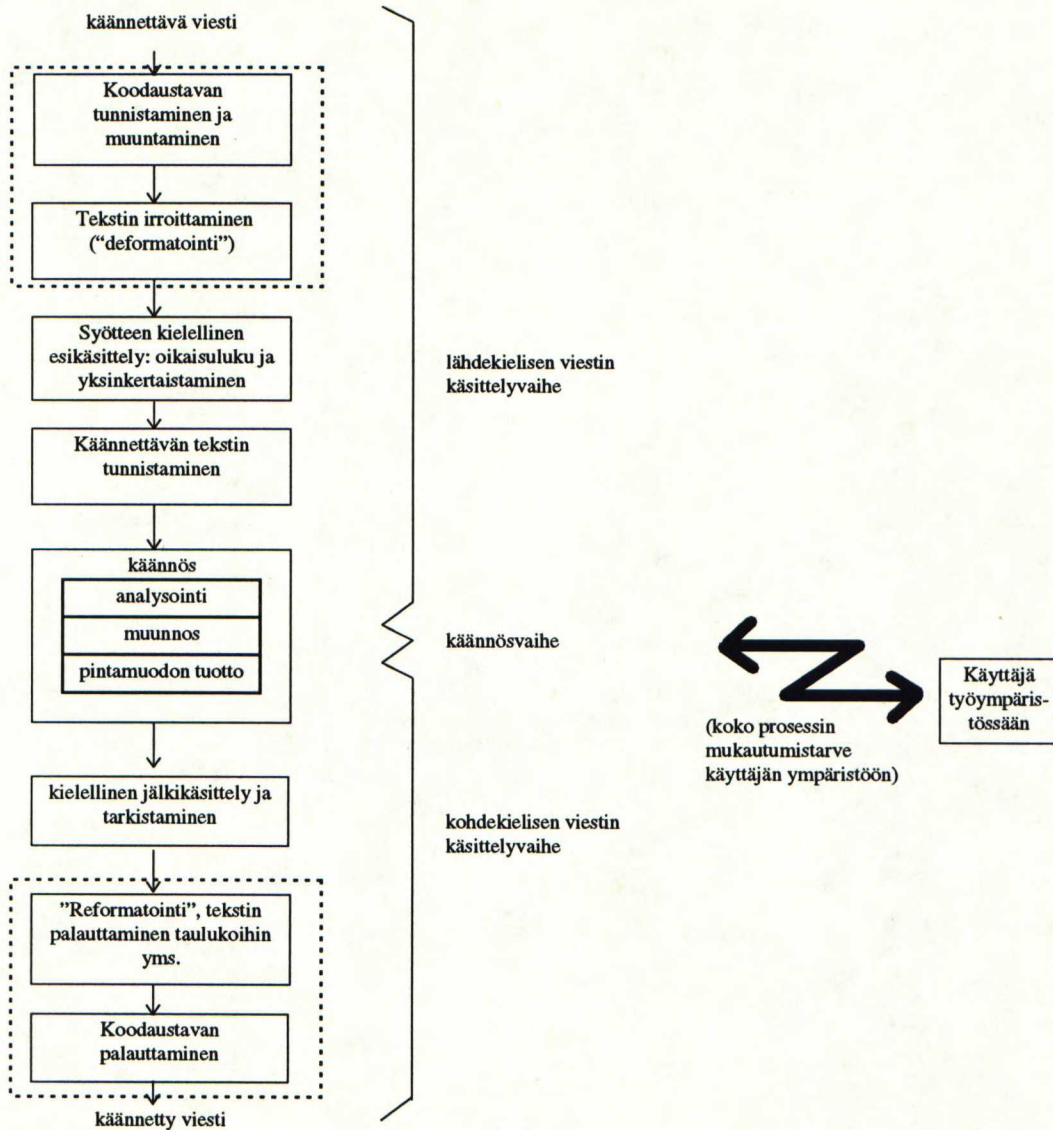 käännettävä viesti
Koodaustavan
tunnistaminen ja
muuntaminen
Tekstin irroittaminen
(“deformatointi”)
Syötteen kielellinen
esikäsittely: oikaisuluku ja
yksinkertaistaminen
Käännettävän tekstin
tunnistaminen
käännös
analysointi
muunnos
pintamuodon tuotto
kielellinen jälkikäsittely ja
tarkistaminen
”Reformatointi”, tekstin
palauttaminen taulukoihin
yms.
Koodaustavan
palauttaminen
käännetty viesti
lähdekielisen viestin
käsittelyvaihe
käännösvaihe
kohdekielisen viestin
käsittelyvaihe
(koko prosessin
mukautumistarve
käyttäjän ympäristöön)
Käyttäjä
työympäris-
tössään